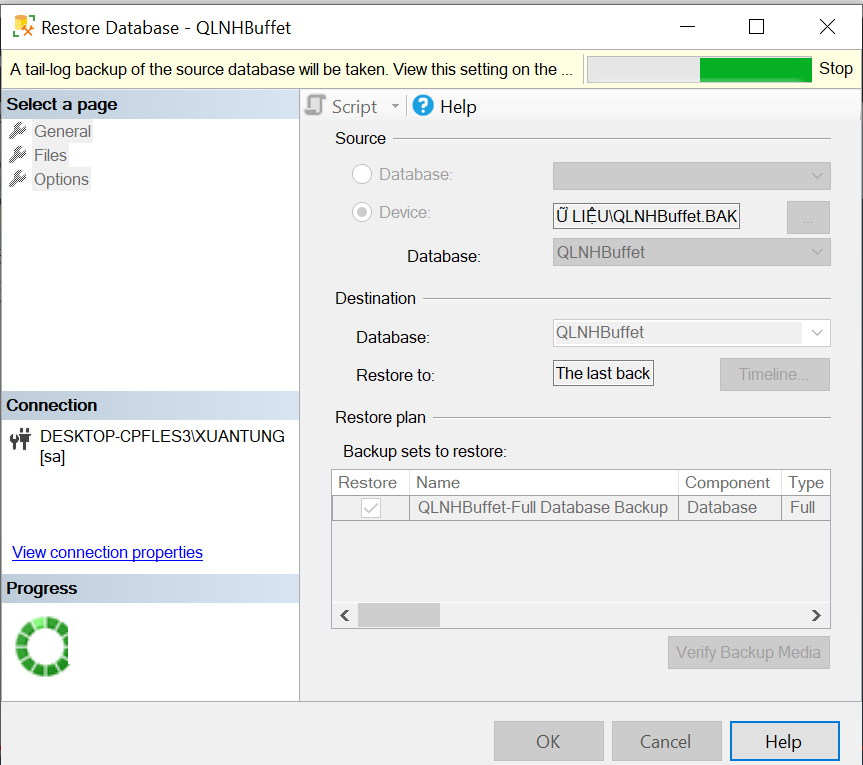 Restore Database - QLNHBuffet
A tail-log backup of the source database will be taken. View this setting on the ...
Stop
Select a page
General
Files
Options
Script
Help
Source
Database:
Device:
Ữ LIỆU\QLNHBuffet.BAK
...
Database:
QLNHBuffet
Destination
Database:
QLNHBuffet
Restore to:
The last back
Timeline...
Restore plan
Backup sets to restore:
Restore Name Component Type
QLNHBuffet-Full Database Backup Database Full
Verify Backup Media
Connection
DESKTOP-CPFLES3\XUANTUNG
[sa]
View connection properties
Progress
OK
Cancel
Help